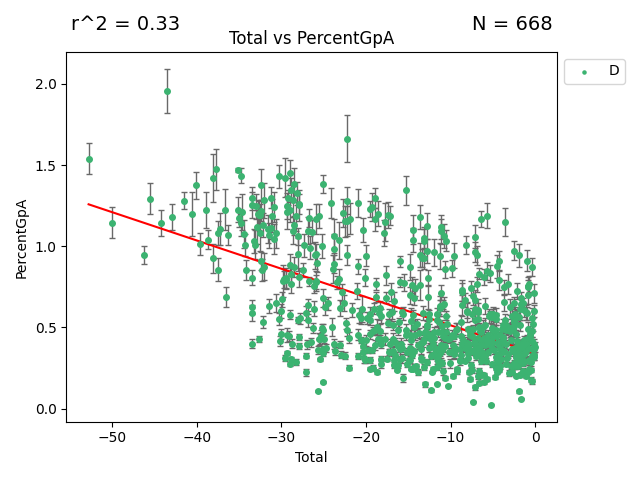 r^2 = 0.33
N = 668
Total vs PercentGpA
D
PercentGpA
2.0
1.5
1.0
0.5
0.0
−50
−40
−30
−20
−10
0
Total